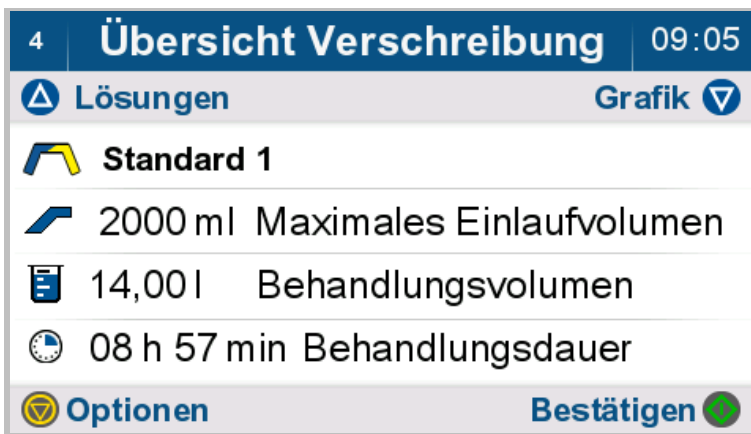 4 Übersicht Verschreibung 09:05
Lösungen Grafik
Standard 1
2000 ml Maximales Einlaufvolumen
14,00 l Behandlungsvolumen
08 h 57 min Behandlungsdauer
Optionen Bestätigen